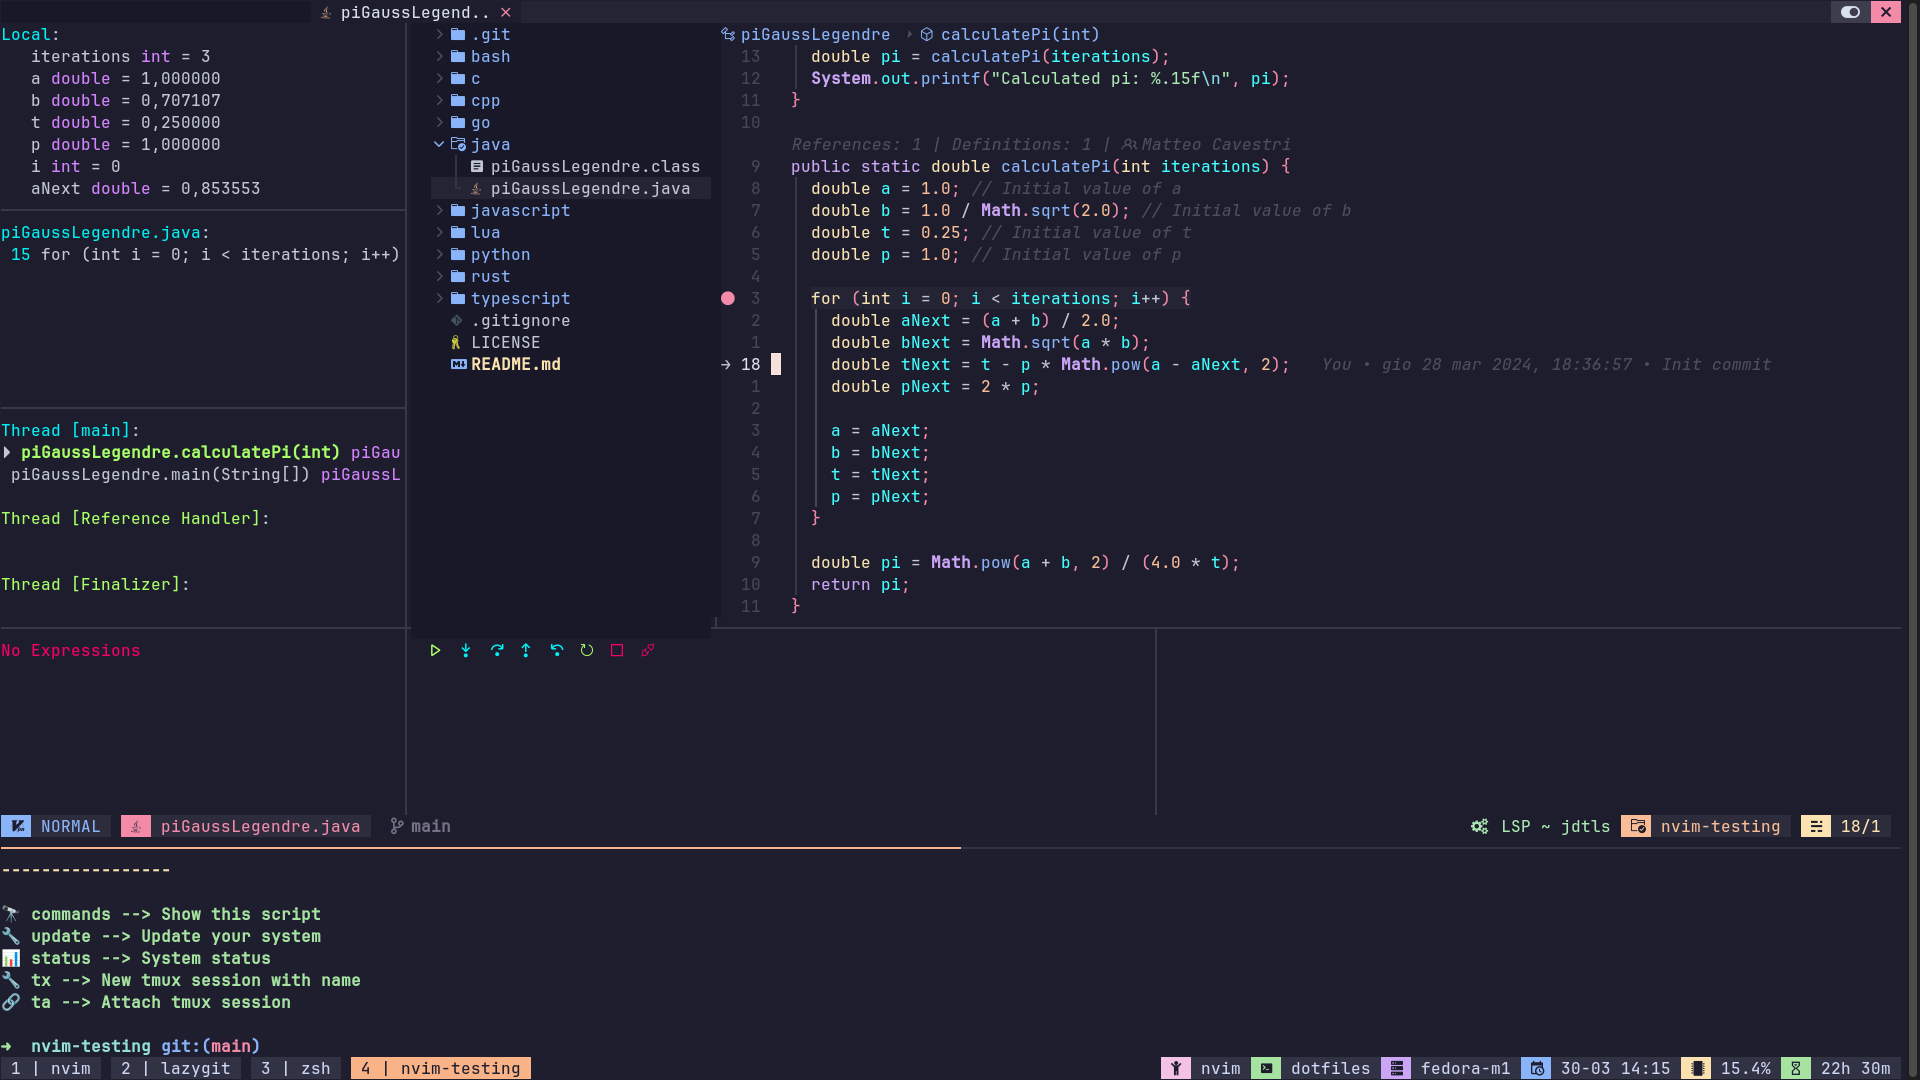 piGaussLegend..
Local:
iterations int = 3
a double = 1,000000
b double = 0,707107
t double = 0,250000
p double = 1,000000
i int = 0
aNext double = 0,853553
piGaussLegendre.java:
15 for (int i = 0; i < iterations; i++)
Thread [main]:
piGaussLegendre.calculatePi(int) piGau
piGaussLegendre.main(String[]) piGaussL
Thread [Reference Handler]:
Thread [Finalizer]:
No Expressions
.git
bash
c
cpp
go
java
piGaussLegendre.class
piGaussLegendre.java
javascript
lua
python
rust
typescript
.gitignore
LICENSE
README.md
piGaussLegendre calculatePi(int)
13 double pi = calculatePi(iterations);
12 System.out.printf("Calculated pi: %.15f\n", pi);
11 }
10
References: 1 | Definitions: 1 | Matteo Cavestri
9 public static double calculatePi(int iterations) {
8 double a = 1.0; // Initial value of a
7 double b = 1.0 / Math.sqrt(2.0); // Initial value of b
6 double t = 0.25; // Initial value of t
5 double p = 1.0; // Initial value of p
4
3 for (int i = 0; i < iterations; i++) {
2 double aNext = (a + b) / 2.0;
1 double bNext = Math.sqrt(a * b);
→ 18 double tNext = t - p * Math.pow(a - aNext, 2); You • gio 28 mar 2024, 18:36:57 • Init commit
1 double pNext = 2 * p;
2
3 a = aNext;
4 b = bNext;
5 t = tNext;
6 p = pNext;
7 }
8
9 double pi = Math.pow(a + b, 2) / (4.0 * t);
10 return pi;
11 }
NORMAL piGaussLegendre.java main LSP ~ jdtls nvim-testing 18/1
-----------------
commands --> Show this script
update --> Update your system
status --> System status
tx --> New tmux session with name
ta --> Attach tmux session
➜ nvim-testing git:(main)
1 | nvim 2 | lazygit 3 | zsh 4 | nvim-testing nvim dotfiles fedora-m1 30-03 14:15 15.4% 22h 30m